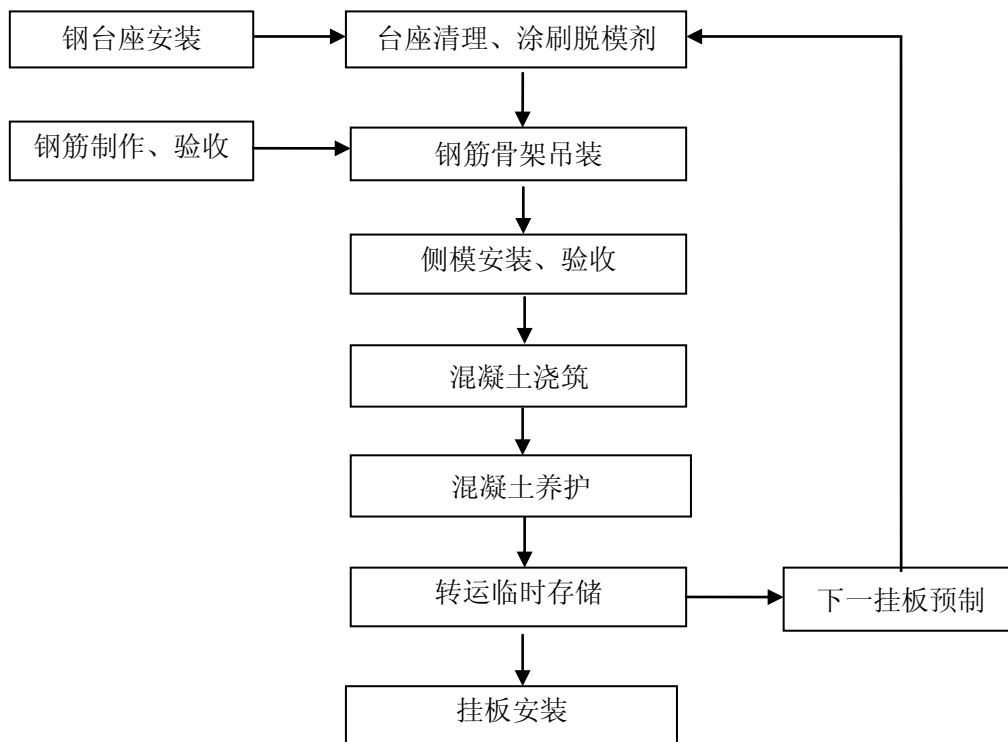 钢台座安装
台座清理、涂刷脱模剂
钢筋制作、验收
钢筋骨架吊装
侧模安装、验收
混凝土浇筑
混凝土养护
转运临时存储
下一挂板预制
挂板安装